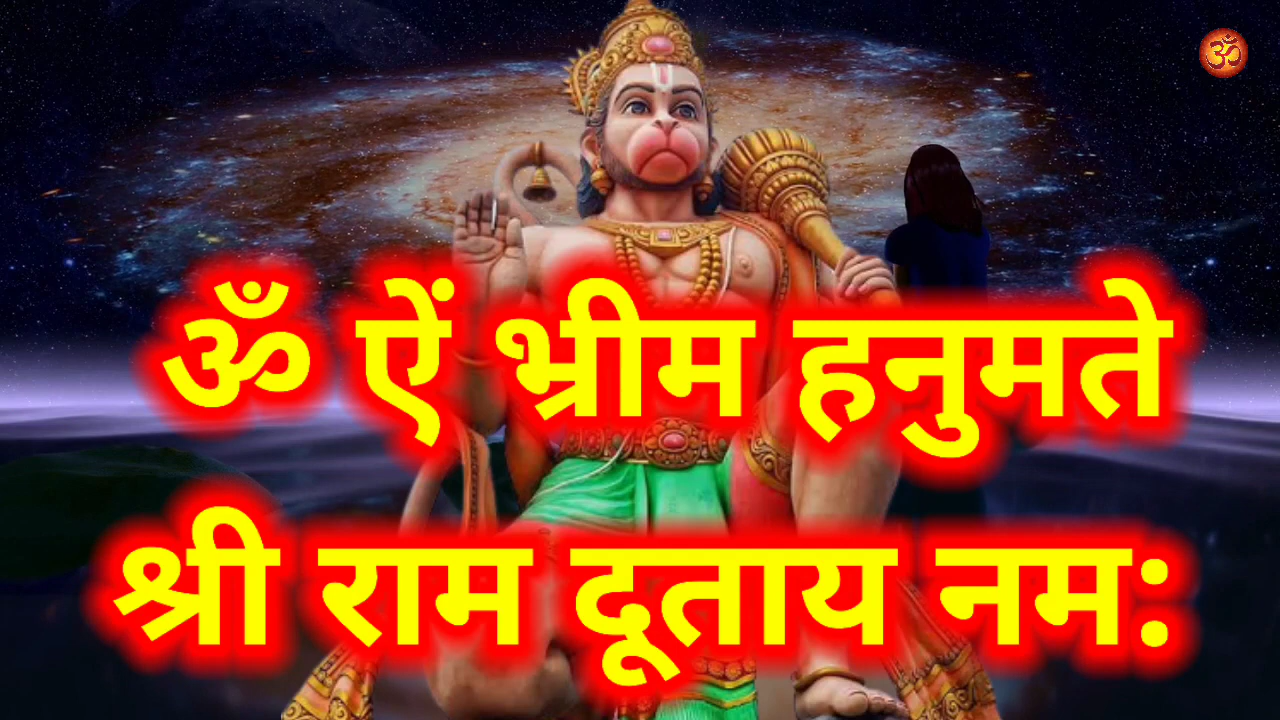 ॐ
ॐ ऐं भ्रीम हनुमते
श्री राम दूताय नम: